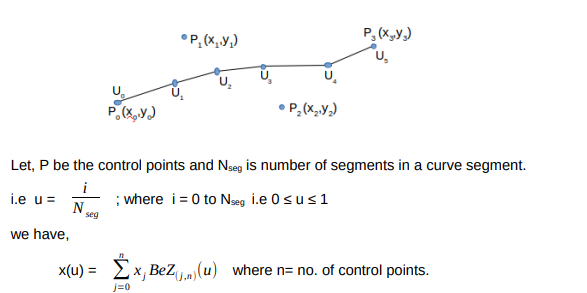 P₁(x₁,y₁)
P₃(x₃,y₃)
U₀ U₁ U₂ U₃ U₄ U₅
P₀(x₀,y₀)
P₂(x₂,y₂)
Let, P be the control points and Nseg is number of segments in a curve segment.
i.e u = i / N seg ; where i = 0 to Nseg i.e 0 ≤ u ≤ 1
we have,
x(u) = ∑ⁿj=0 xj BeZ(j,n)(u) where n= no. of control points.